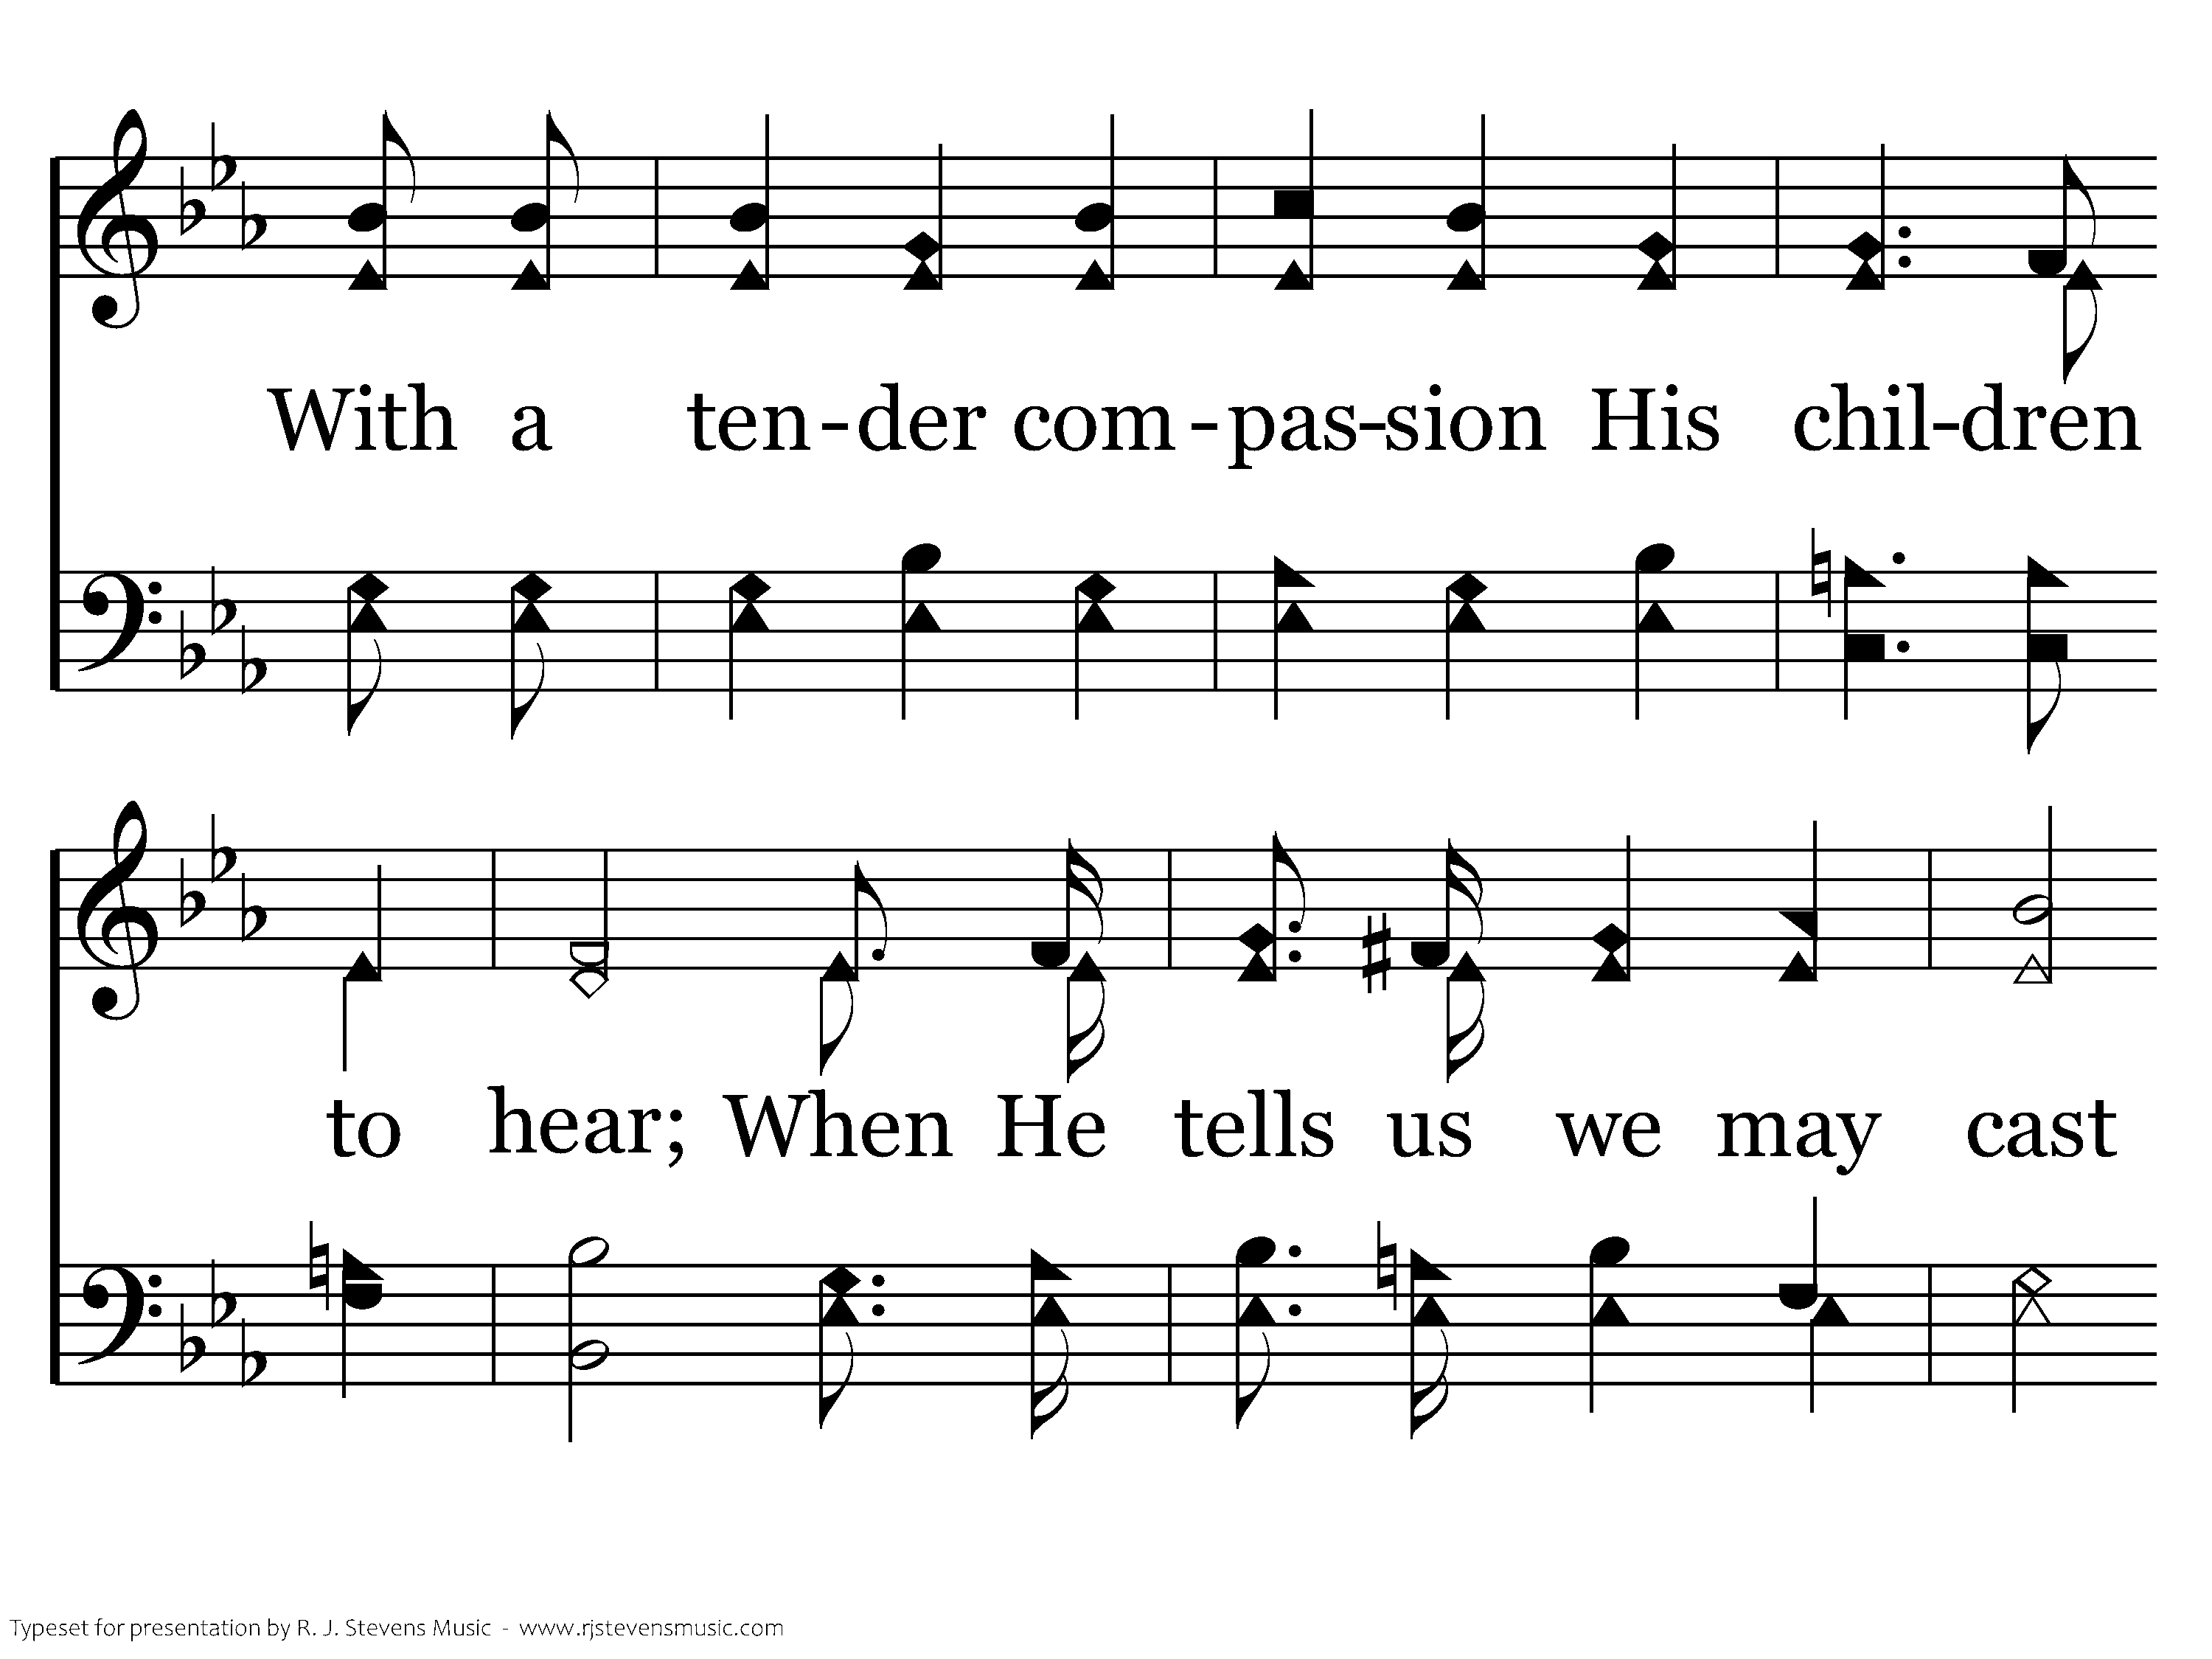 With a ten-der com-pas-sion His chil-dren
to hear; When He tells us we may cast
Typeset for presentation by R. J. Stevens Music - www.rjstevensmusic.com